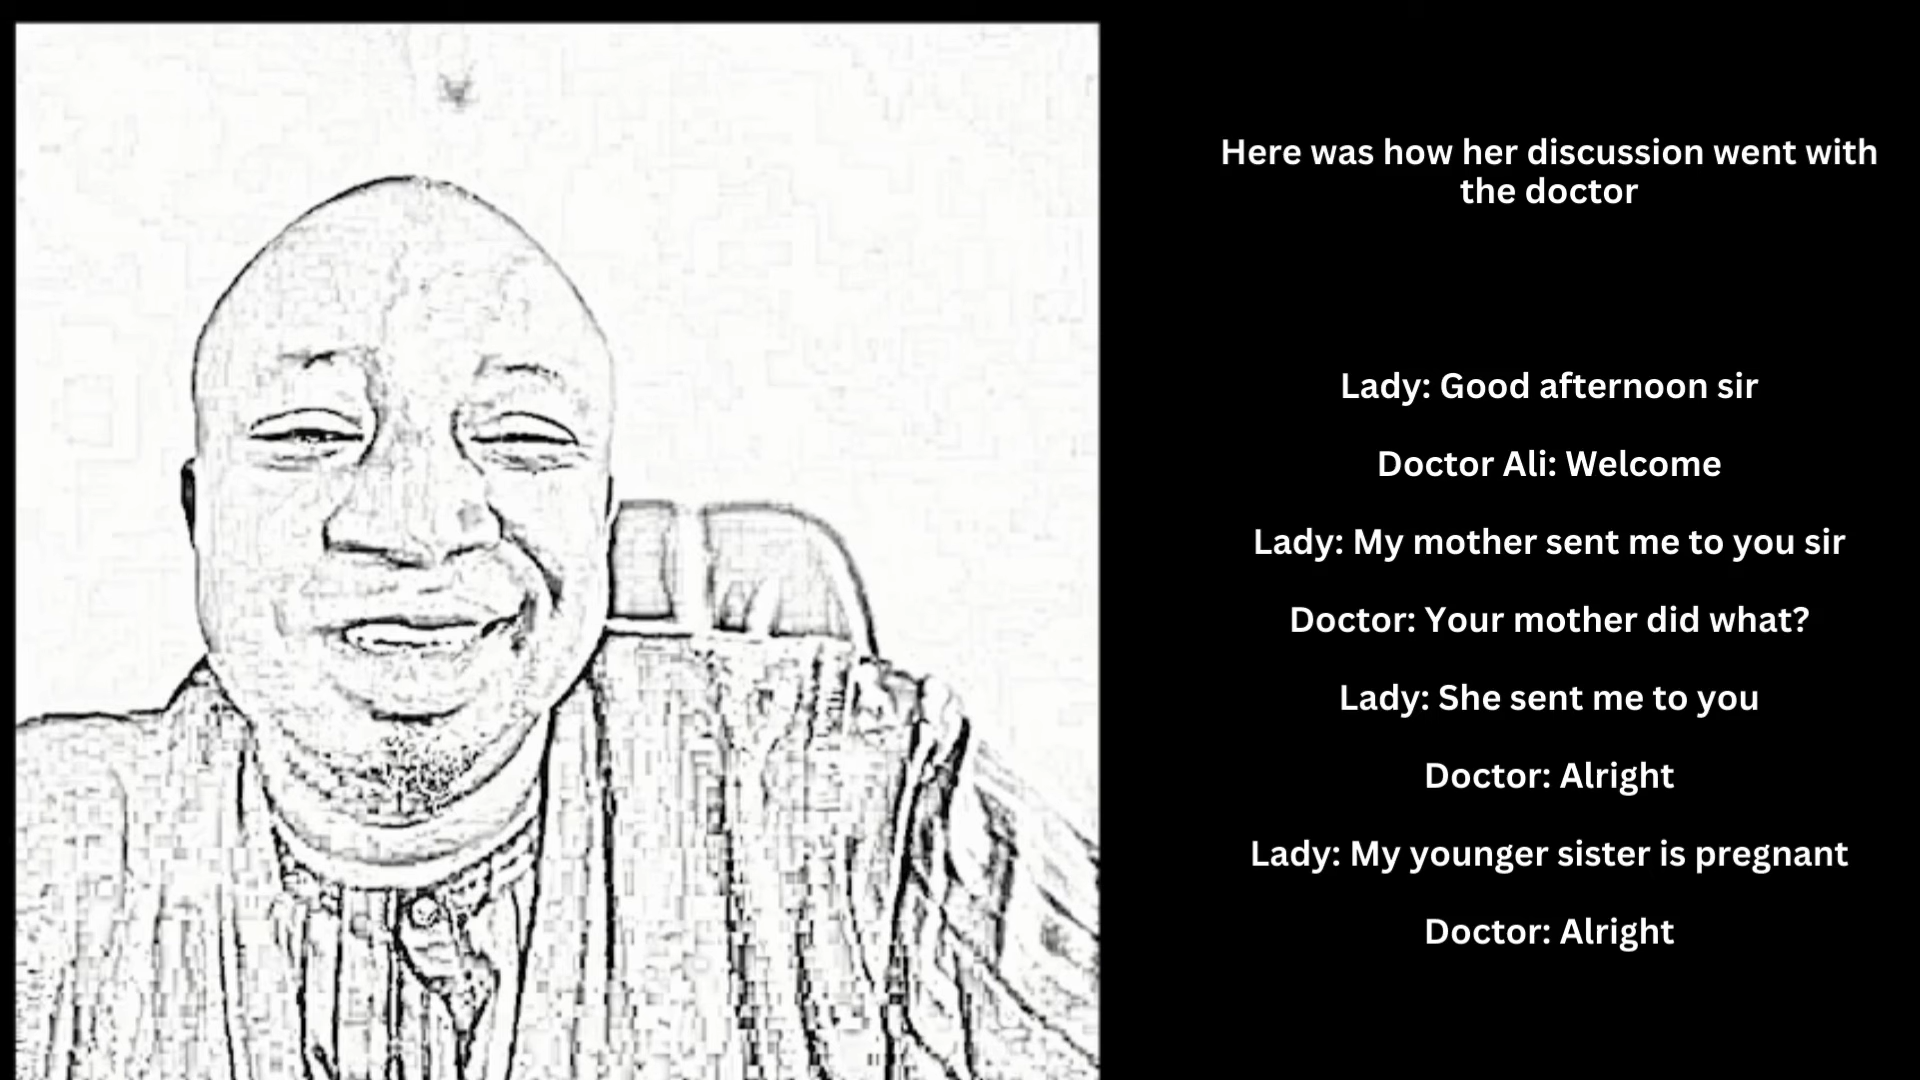 Here was how her discussion went with
the doctor
Lady: Good afternoon sir
Doctor Ali: Welcome
Lady: My mother sent me to you sir
Doctor: Your mother did what?
Lady: She sent me to you
Doctor: Alright
Lady: My younger sister is pregnant
Doctor: Alright